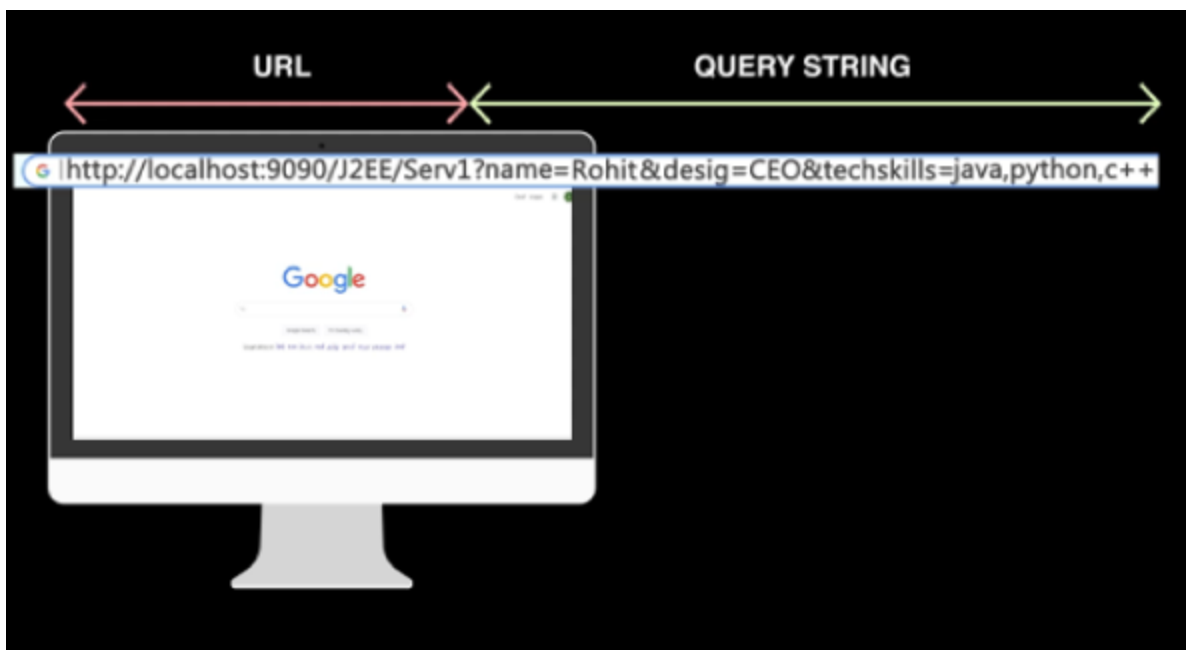 URL QUERY STRING
http://localhost:9090/J2EE/Serv1?name=Rohit&desig=CEO&techskills=java,python,c++
Google